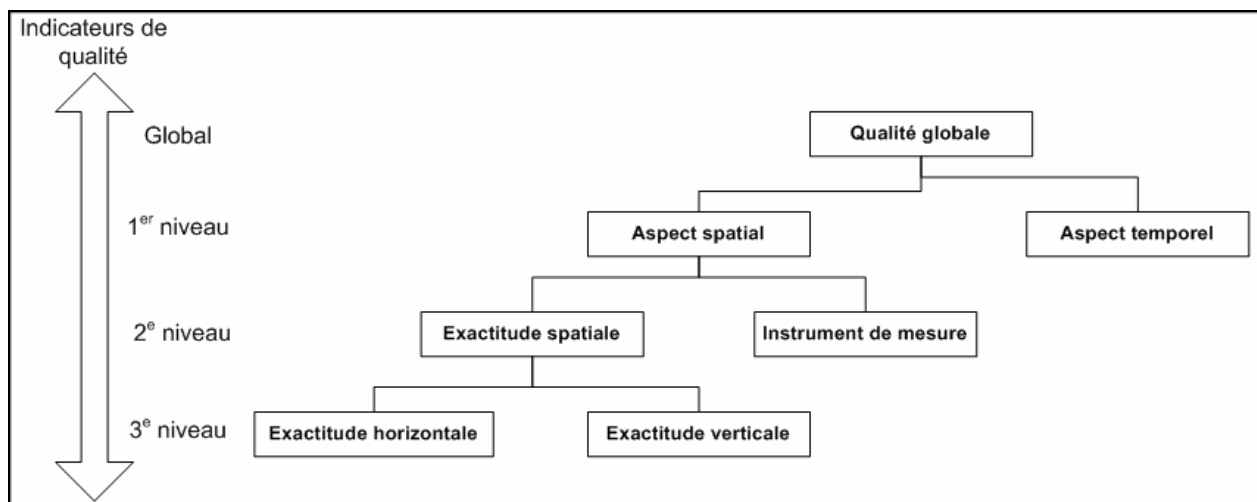 Indicateurs de
qualité
Global
Qualité globale
1er niveau
Aspect spatial
Aspect temporel
2e niveau
Exactitude spatiale
Instrument de mesure
3e niveau
Exactitude horizontale
Exactitude verticale